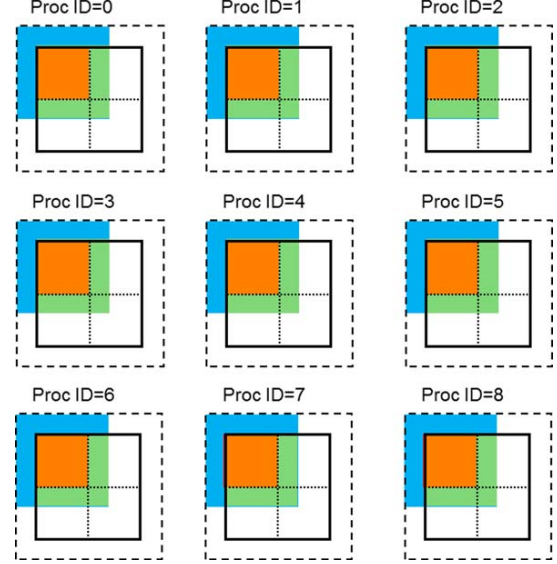 Proc ID=0
Proc ID=1
Proc ID=2
Proc ID=3
Proc ID=4
Proc ID=5
Proc ID=6
Proc ID=7
Proc ID=8